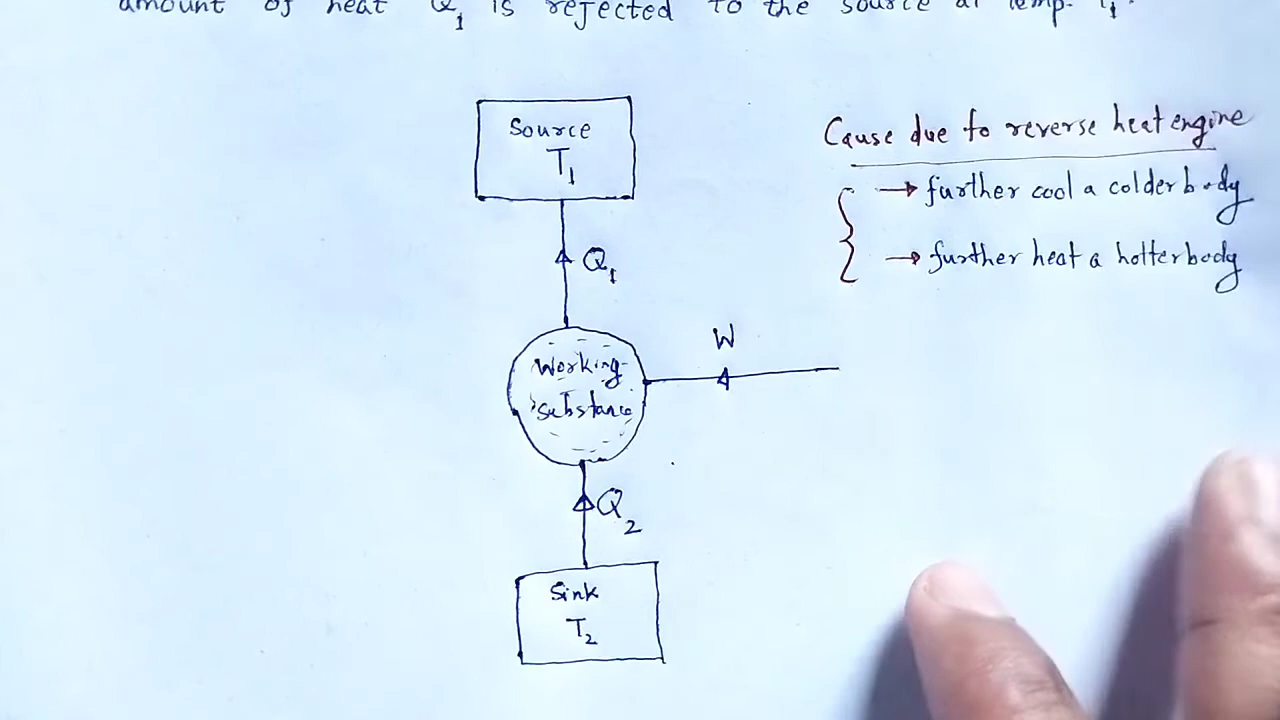 amount of heat Q1 is rejected to the source at temp. T1.
Source
T1
Cause due to reverse heat engine
→ further cool a colder body
→ further heat a hotter body
Q1
W
Working
substance
Q2
Sink
T2